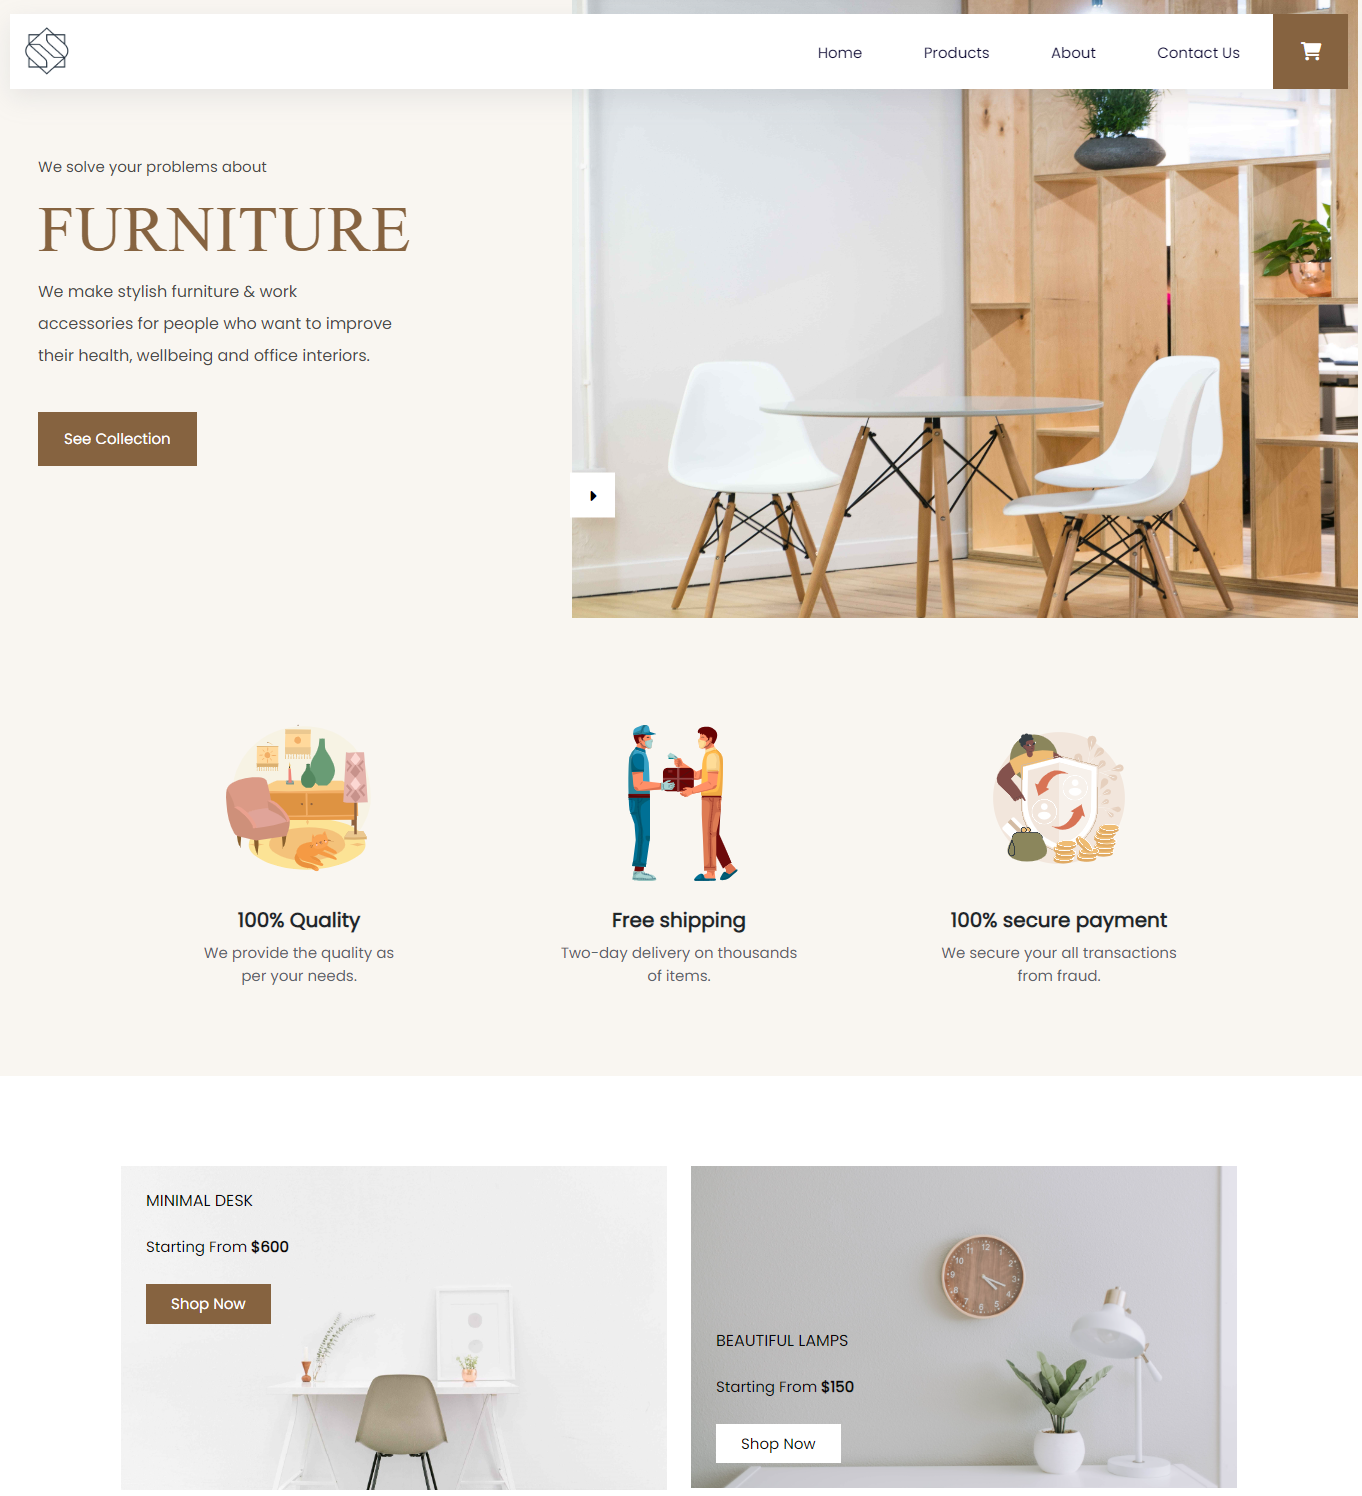 Home
Products
About
Contact Us
We solve your problems about
FURNITURE
We make stylish furniture & work
accessories for people who want to improve
their health, wellbeing and office interiors.
See Collection
100% Quality
We provide the quality as
per your needs.
Free shipping
Two-day delivery on thousands
of items.
100% secure payment
We secure your all transactions
from fraud.
MINIMAL DESK
Starting From $600
Shop Now
BEAUTIFUL LAMPS
Starting From $150
Shop Now